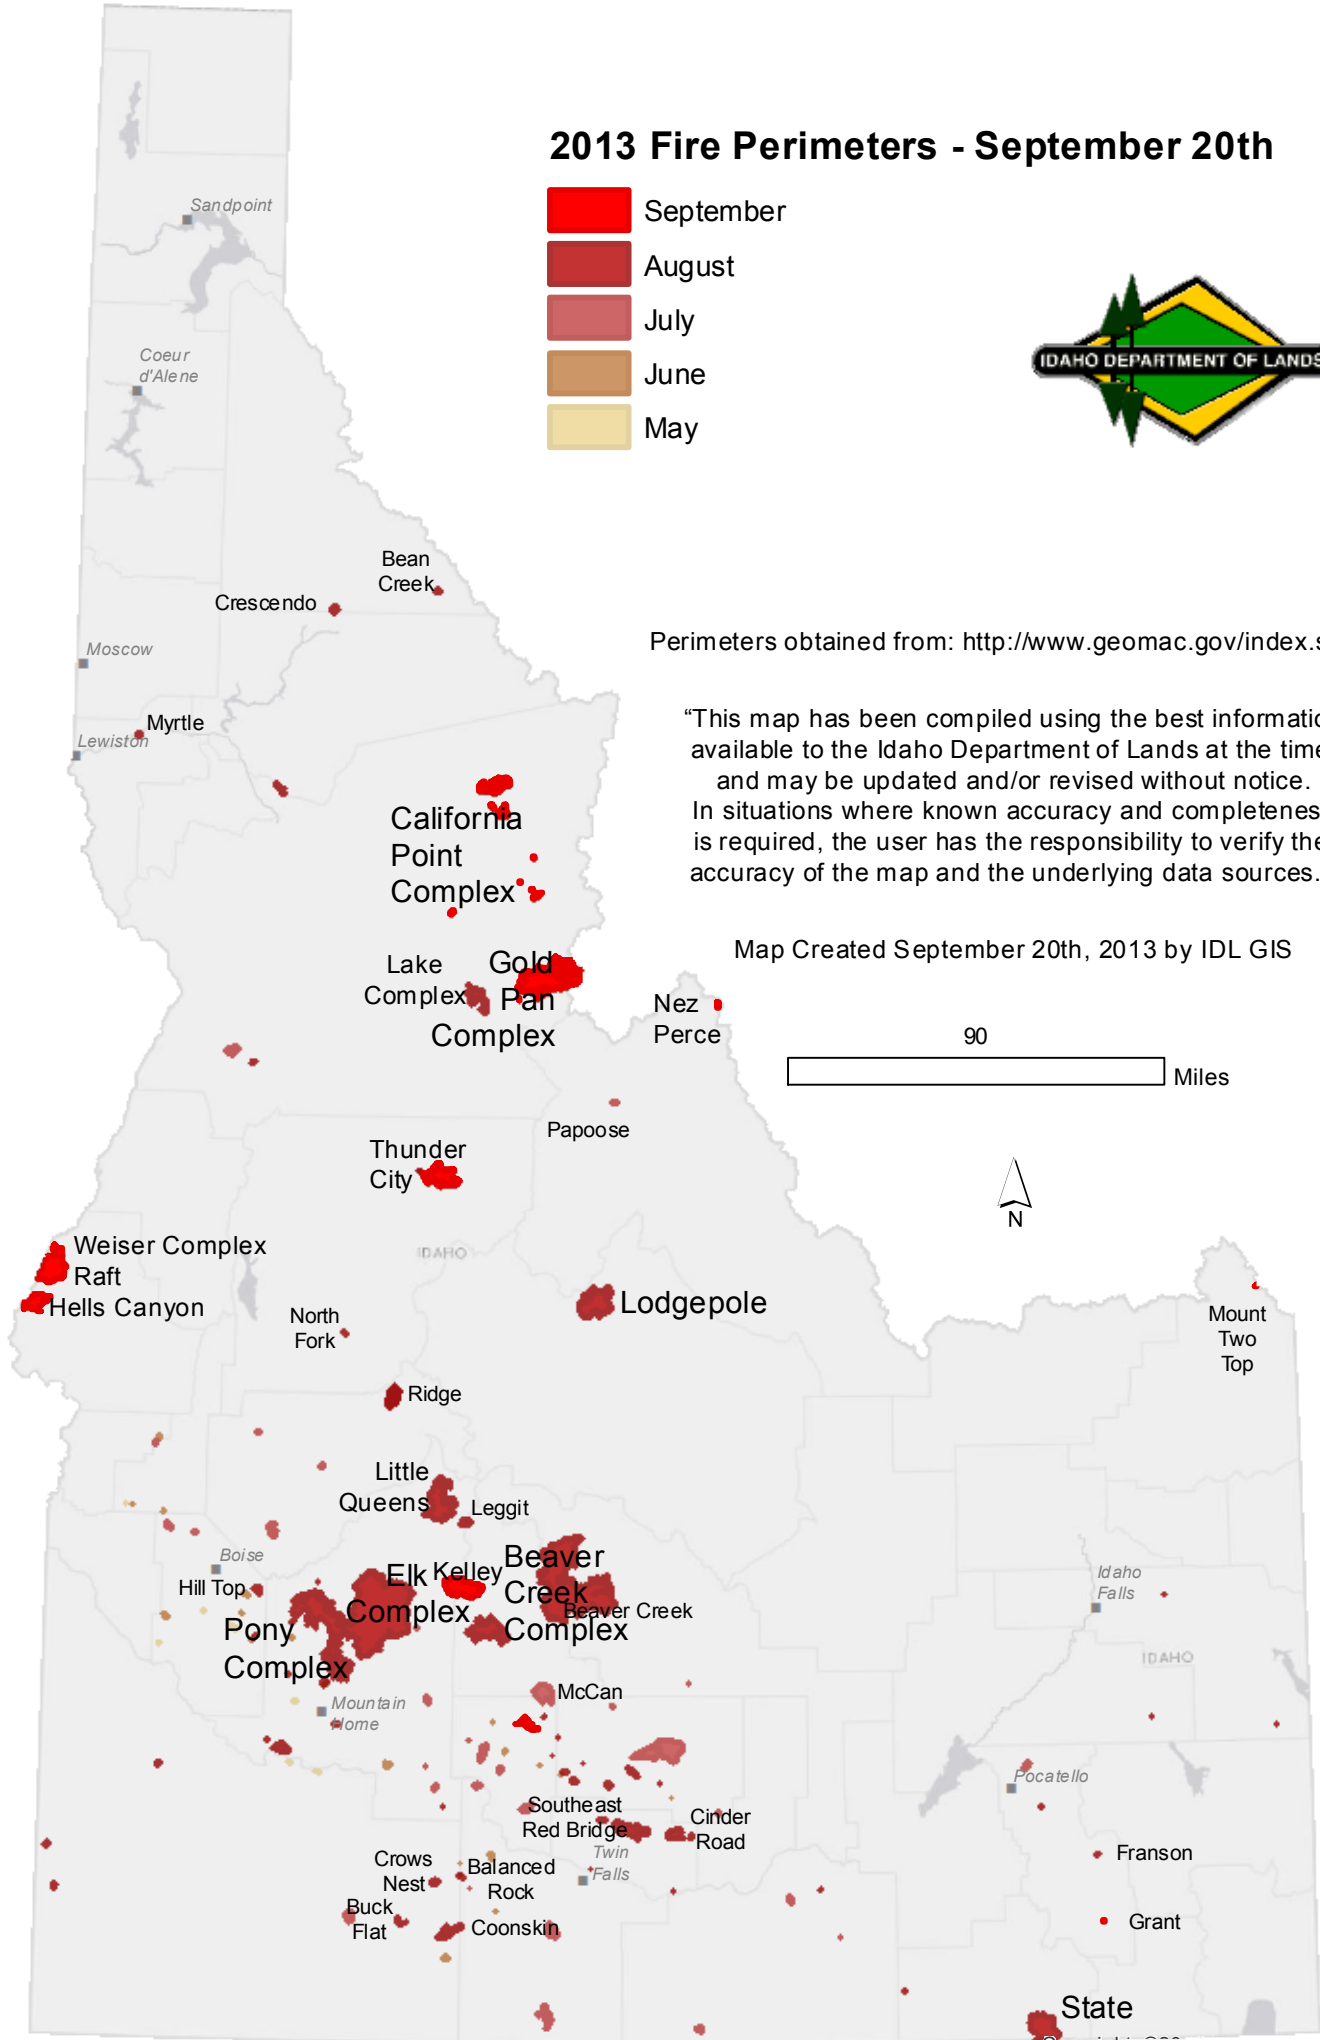 2013 Fire Perimeters - September 20th
September
August
July
June
May
IDAHO DEPARTMENT OF LANDS
Sandpoint
Coeur
d'Alene
Bean
Creek
Crescendo
Moscow
Myrtle
Lewiston
Perimeters obtained from: http://www.geomac.gov/index.s
“This map has been compiled using the best informatio
available to the Idaho Department of Lands at the time
and may be updated and/or revised without notice.
In situations where known accuracy and completenes
is required, the user has the responsibility to verify the
accuracy of the map and the underlying data sources.
Map Created September 20th, 2013 by IDL GIS
90
Miles
N
California
Point
Complex
Lake
Complex
Gold
Pan
Complex
Nez
Perce
Papoose
Thunder
City
IDAHO
Weiser Complex
Raft
Hells Canyon
North
Fork
Lodgepole
Mount
Two
Top
Ridge
Little
Queens
Leggit
Boise
Hill Top
Elk
Complex
Kelley
Beaver
Creek
Complex
Beaver Creek
Pony
Complex
Idaho
Falls
IDAHO
Mountain
Home
McCan
Pocatello
Southeast
Red Bridge
Cinder
Road
Twin
Falls
Crows
Nest
Balanced
Rock
Buck
Flat
Coonskin
Franson
Grant
State